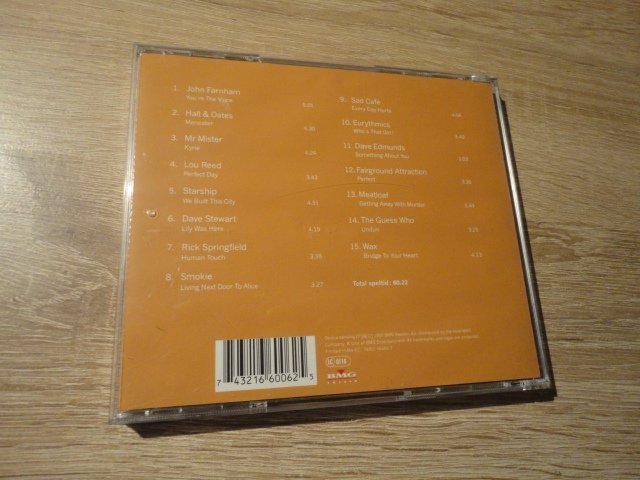 1. John Farnham
You're The Voice 5.05
2. Hall & Oates
Maneater 4.30
3. Mr Mister
Kyrie 4.24
4. Lou Reed
Perfect Day 3.43
5. Starship
We Built This City 4.51
6. Dave Stewart
Lily Was Here 4.19
7. Rick Springfield
Human Touch
8. Smokie
Living Next Door To Alice 3.27
9. Sad Café
Every Day Hurts
10. Eurythmics
Who's That Girl
11. Dave Edmunds
Something About You
12. Fairground Attraction
Perfect
13. Meatloaf
Getting Away With Murder
14. The Guess Who
Undun
15. Wax
Bridge To Your Heart 4.13
Total speltid: 60.22
7 43216 60062 5
BMG